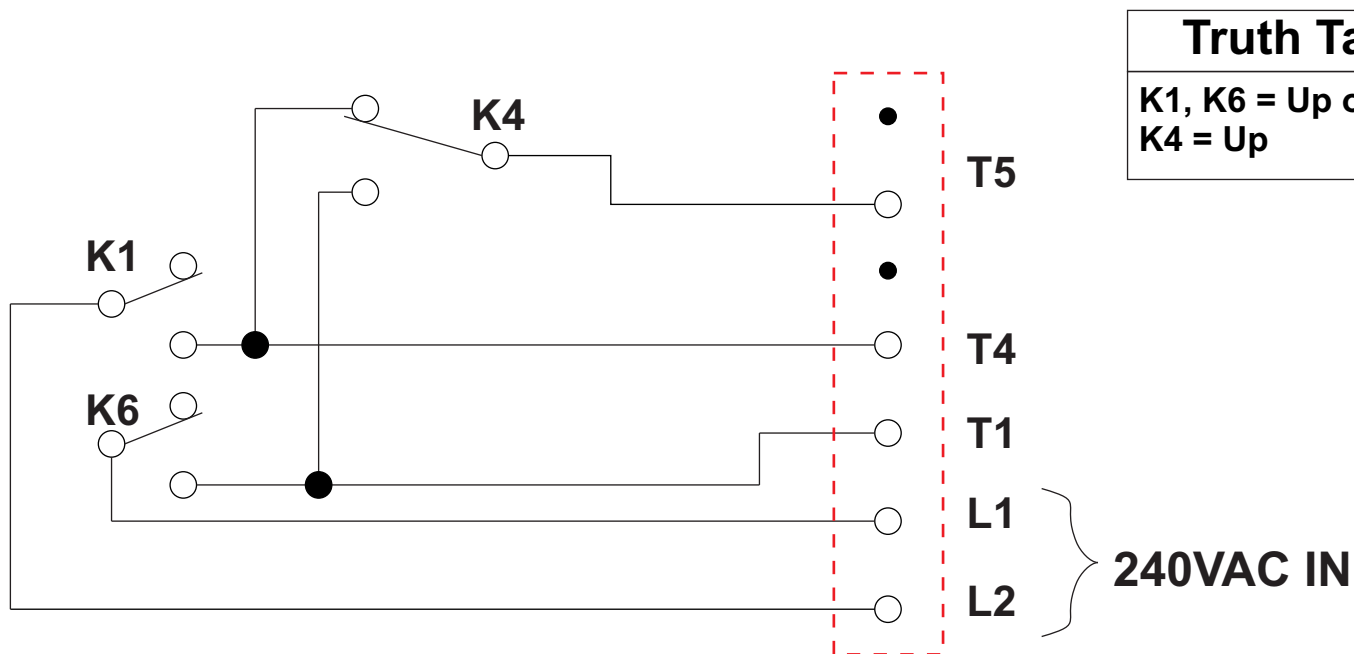 Truth Ta
K1, K6 = Up o
K4 = Up
K4
T5
K1
T4
K6
T1
L1
240VAC IN
L2